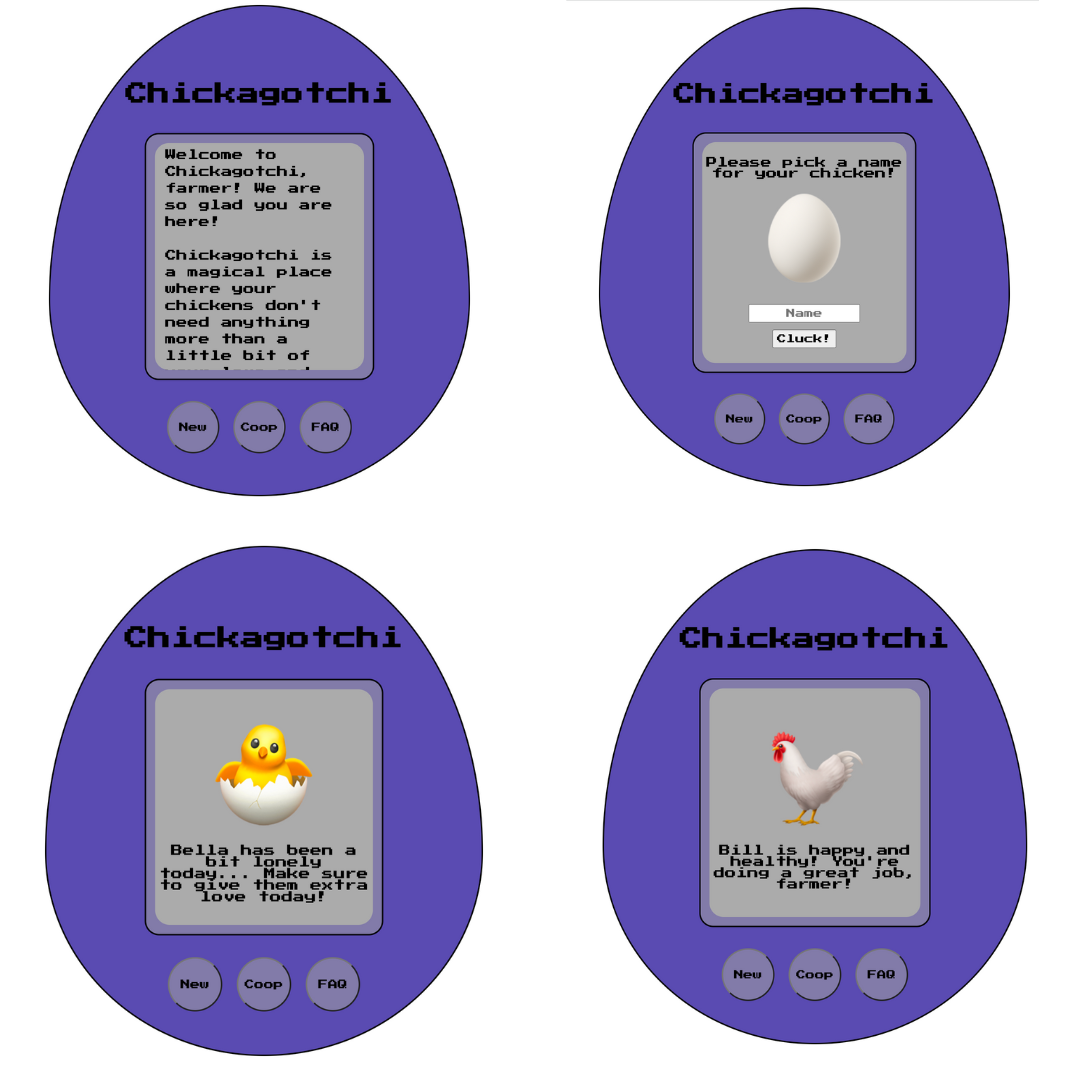 Chickagotchi
Welcome to
Chickagotchi,
farmer! We are
so glad you are
here!
Chickagotchi is
a magical place
where your
chickens don't
need anything
more than a
little bit of
New Coop FAQ
Chickagotchi
Please pick a name
for your chicken!
Name
Cluck!
New Coop FAQ
Chickagotchi
Bella has been a
bit lonely
today... Make sure
to give them extra
love today!
New Coop FAQ
Chickagotchi
Bill is happy and
healthy! You're
doing a great job,
farmer!
New Coop FAQ